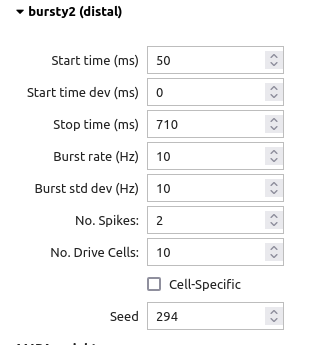 bursty2 (distal)
Start time (ms) 50
Start time dev (ms) 0
Stop time (ms) 710
Burst rate (Hz) 10
Burst std dev (Hz) 10
No. Spikes: 2
No. Drive Cells: 10
Cell-Specific
Seed 294